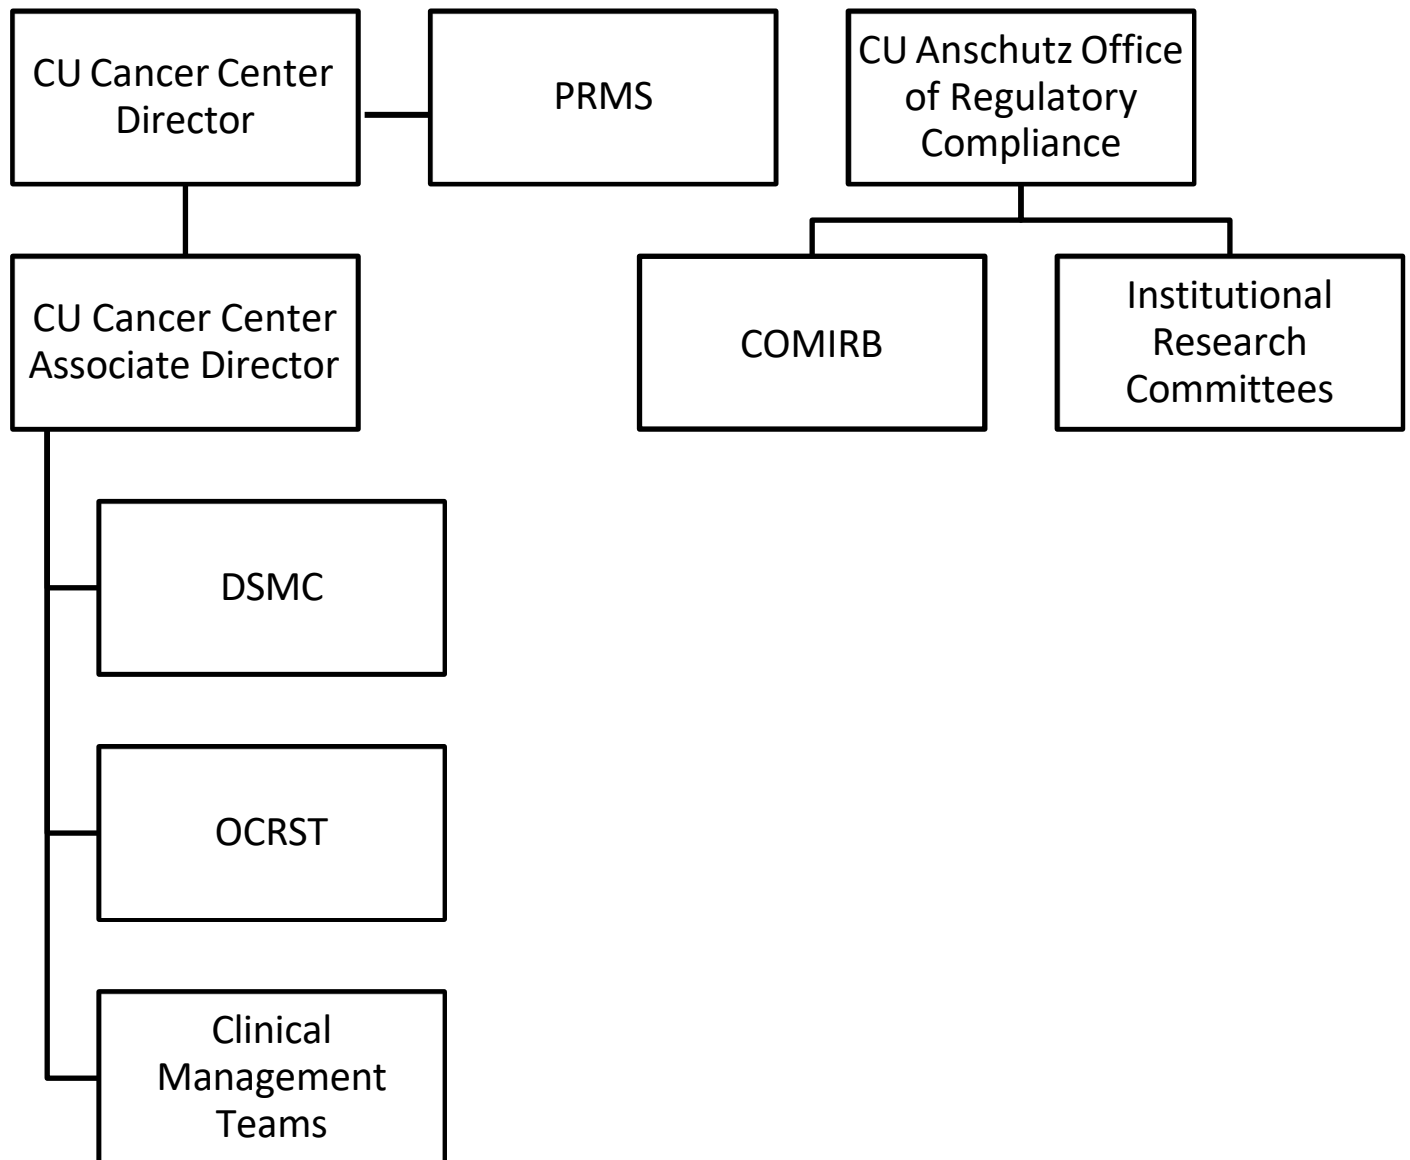 CU Cancer Center
Director
PRMS
CU Anschutz Office
of Regulatory
Compliance
CU Cancer Center
Associate Director
COMIRB
Institutional
Research
Committees
DSMC
OCRST
Clinical
Management
Teams